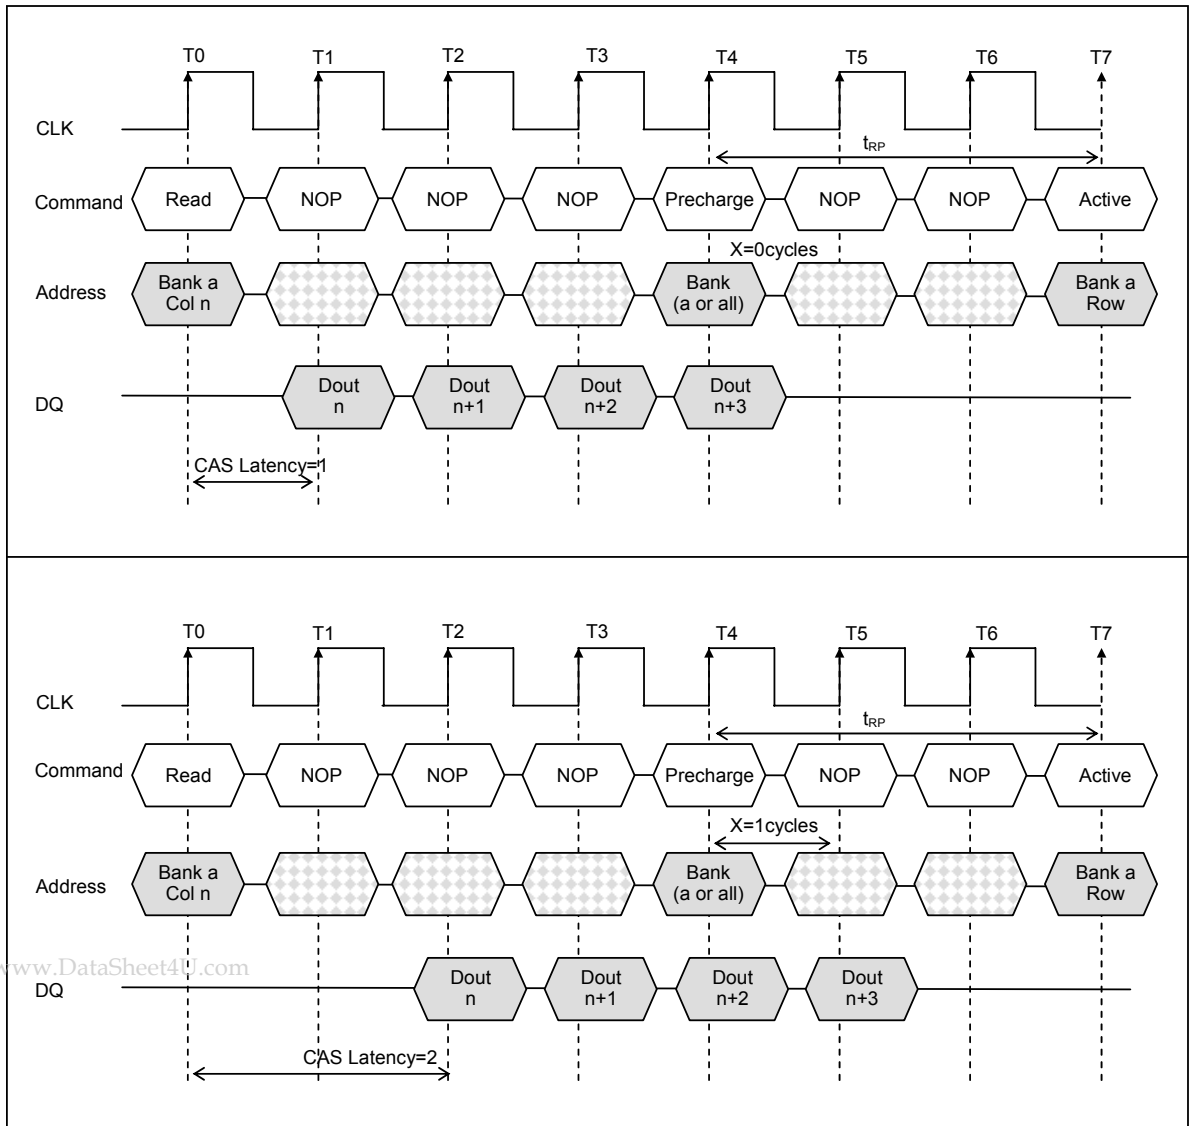 T0 T1 T2 T3 T4 T5 T6 T7
CLK
tRP
Command Read NOP NOP NOP Precharge NOP NOP Active
X=0cycles
Address Bank a Col n Bank (a or all) Bank a Row
DQ Dout n Dout n+1 Dout n+2 Dout n+3
CAS Latency=1
T0 T1 T2 T3 T4 T5 T6 T7
CLK
tRP
Command Read NOP NOP NOP Precharge NOP NOP Active
X=1cycles
Address Bank a Col n Bank (a or all) Bank a Row
www.DataSheet4U.com
DQ Dout n Dout n+1 Dout n+2 Dout n+3
CAS Latency=2